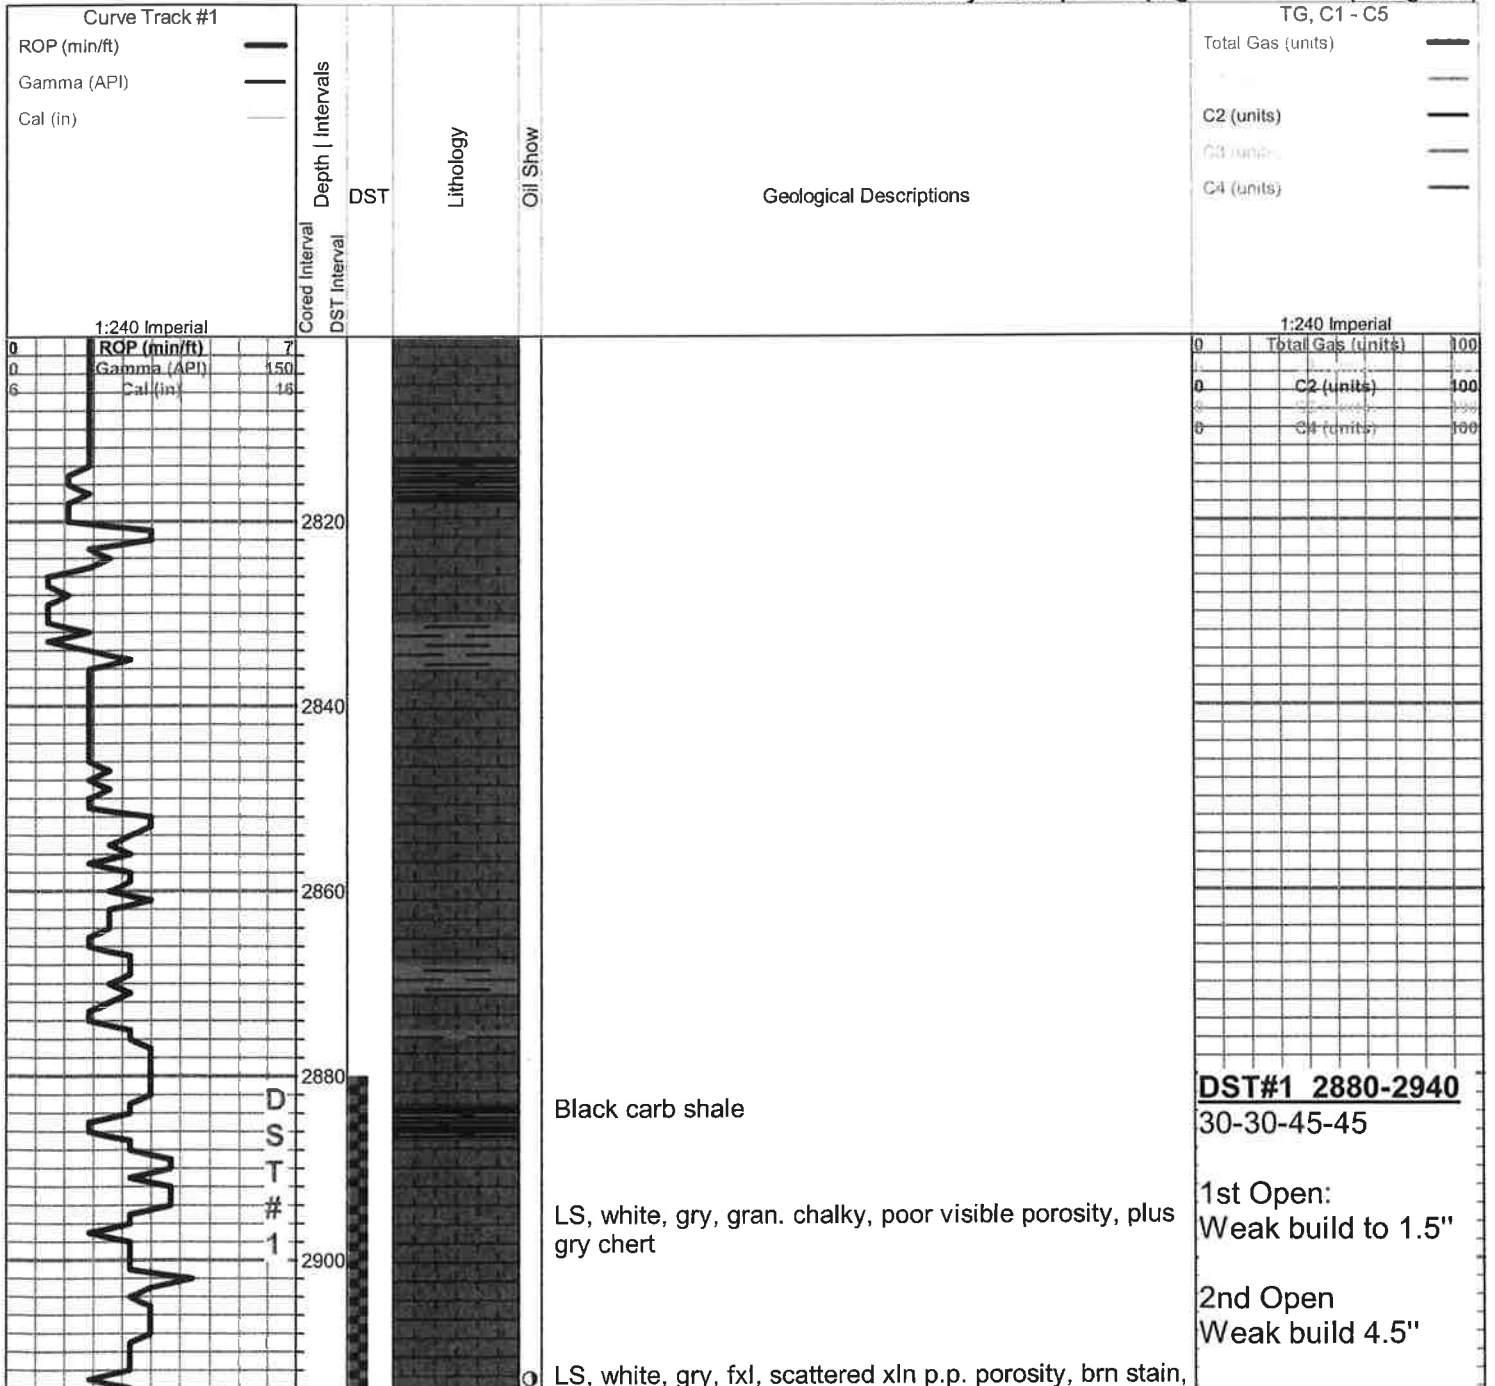 Curve Track #1
ROP (min/ft)
Gamma (API)
Cal (in)
1:240 Imperial
Depth | Intervals
Cored Interval
DST Interval
DST
Lithology
Oil Show
Geological Descriptions
TG, C1 - C5
Total Gas (units)
C2 (units)
C3 (units)
C4 (units)
1:240 Imperial
0 ROP (min/ft) 7
0 Gamma (API) 150
6 Cal (in) 16
0 Total Gas (units) 100
0 C2 (units) 100
0 C4 (units) 100
2820
2840
2860
2880
2900
DST#1
Black carb shale
LS, white, gry, gran. chalky, poor visible porosity, plus
gry chert
LS, white, gry, fxl, scattered xln p.p. porosity, brn stain,
DST#1 2880-2940
30-30-45-45
1st Open:
Weak build to 1.5"
2nd Open
Weak build 4.5"